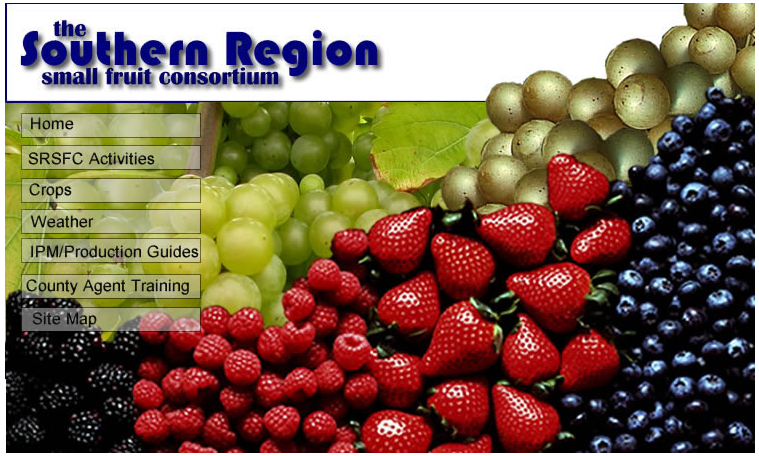 the
Southern Region
small fruit consortium
Home
SRSFC Activities
Crops
Weather
IPM/Production Guides
County Agent Training
Site Map